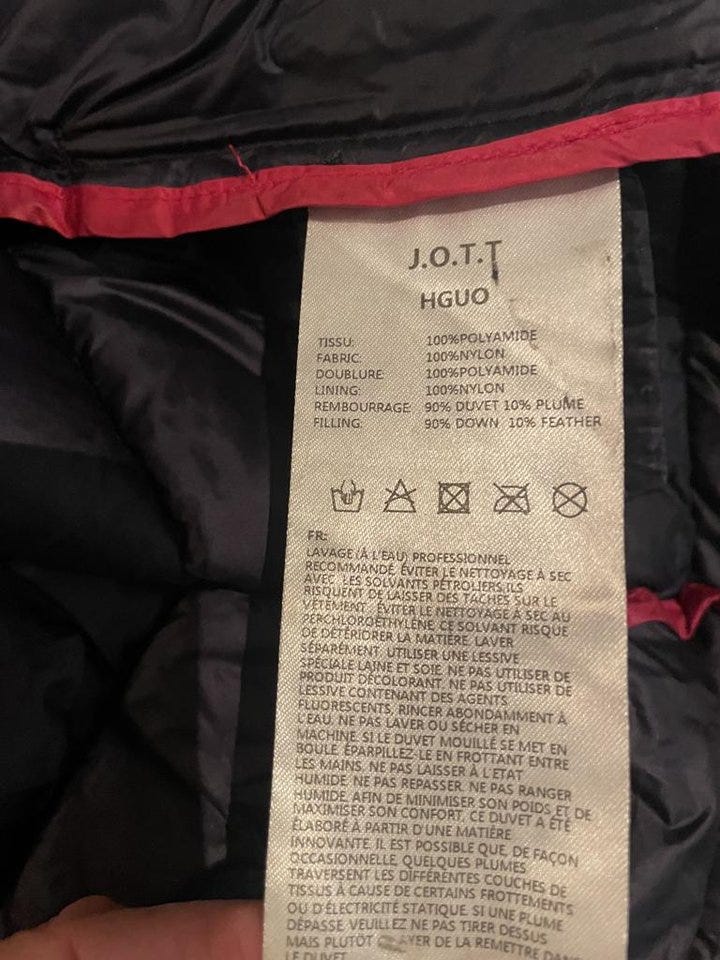 J.O.T.T
HGUO
TISSU: 100%POLYAMIDE
FABRIC: 100%NYLON
DOUBLURE: 100%POLYAMIDE
LINING: 100%NYLON
REMBOURRAGE: 90% DUVET 10% PLUME
FILLING: 90% DOWN 10% FEATHER
FR:
LAVAGE (À L'EAU) PROFESSIONNEL
RECOMMANDÉ. ÉVITER LE NETTOYAGE À SEC
AVEC LES SOLVANTS PÉTROLIERS, ILS
RISQUENT DE LAISSER DES TACHES SUR LE
VÊTEMENT. ÉVITER LE NETTOYAGE À SEC AU
PERCHLOROÉTHYLÈNE, CE SOLVANT RISQUE
DE DÉTÉRIORER LA MATIÈRE. LAVER
SÉPARÉMENT. UTILISER UNE LESSIVE
SPÉCIALE LAINE ET SOIE. NE PAS UTILISER DE
PRODUIT DÉCOLORANT. NE PAS UTILISER DE
LESSIVE CONTENANT DES AGENTS
FLUORESCENTS. RINCER ABONDAMMENT À
L'EAU. NE PAS LAVER OU SÉCHER EN
MACHINE. SI LE DUVET MOUILLÉ SE MET EN
BOULE, ÉPARPILLEZ-LE EN FROTTANT ENTRE
LES MAINS. NE PAS LAISSER À L'ETAT
HUMIDE. NE PAS REPASSER. NE PAS RANGER
HUMIDE. AFIN DE MINIMISER SON POIDS ET DE
MAXIMISER SON CONFORT, CE DUVET A ÉTÉ
ÉLABORÉ À PARTIR D'UNE MATIÈRE
INNOVANTE. IL EST POSSIBLE QUE, DE FAÇON
OCCASIONNELLE, QUELQUES PLUMES
TRAVERSENT LES DIFFÉRENTES COUCHES DE
TISSUS À CAUSE DE CERTAINS FROTTEMENTS
OU D'ÉLECTRICITÉ STATIQUE. SI UNE PLUME
DÉPASSE, VEUILLEZ NE PAS TIRER DESSUS
MAIS PLUTÔT DE LA REMETTRE DANS
LE DUVET